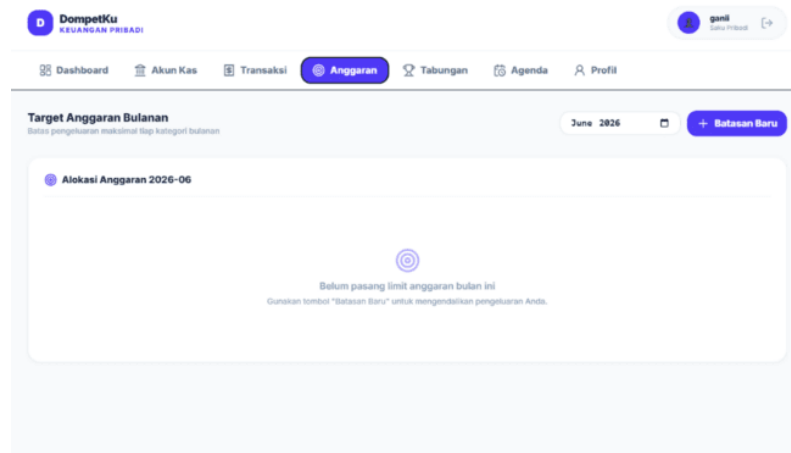 D
DompetKu
KEUANGAN PRIBADI
ganii
Saku Pribadi
Dashboard
Akun Kas
Transaksi
Anggaran
Tabungan
Agenda
Profil
Target Anggaran Bulanan
Batas pengeluaran maksimal tiap kategori bulanan
June 2026
+ Batasan Baru
Alokasi Anggaran 2026-06
Belum pasang limit anggaran bulan ini
Gunakan tombol "Batasan Baru" untuk mengendalikan pengeluaran Anda.